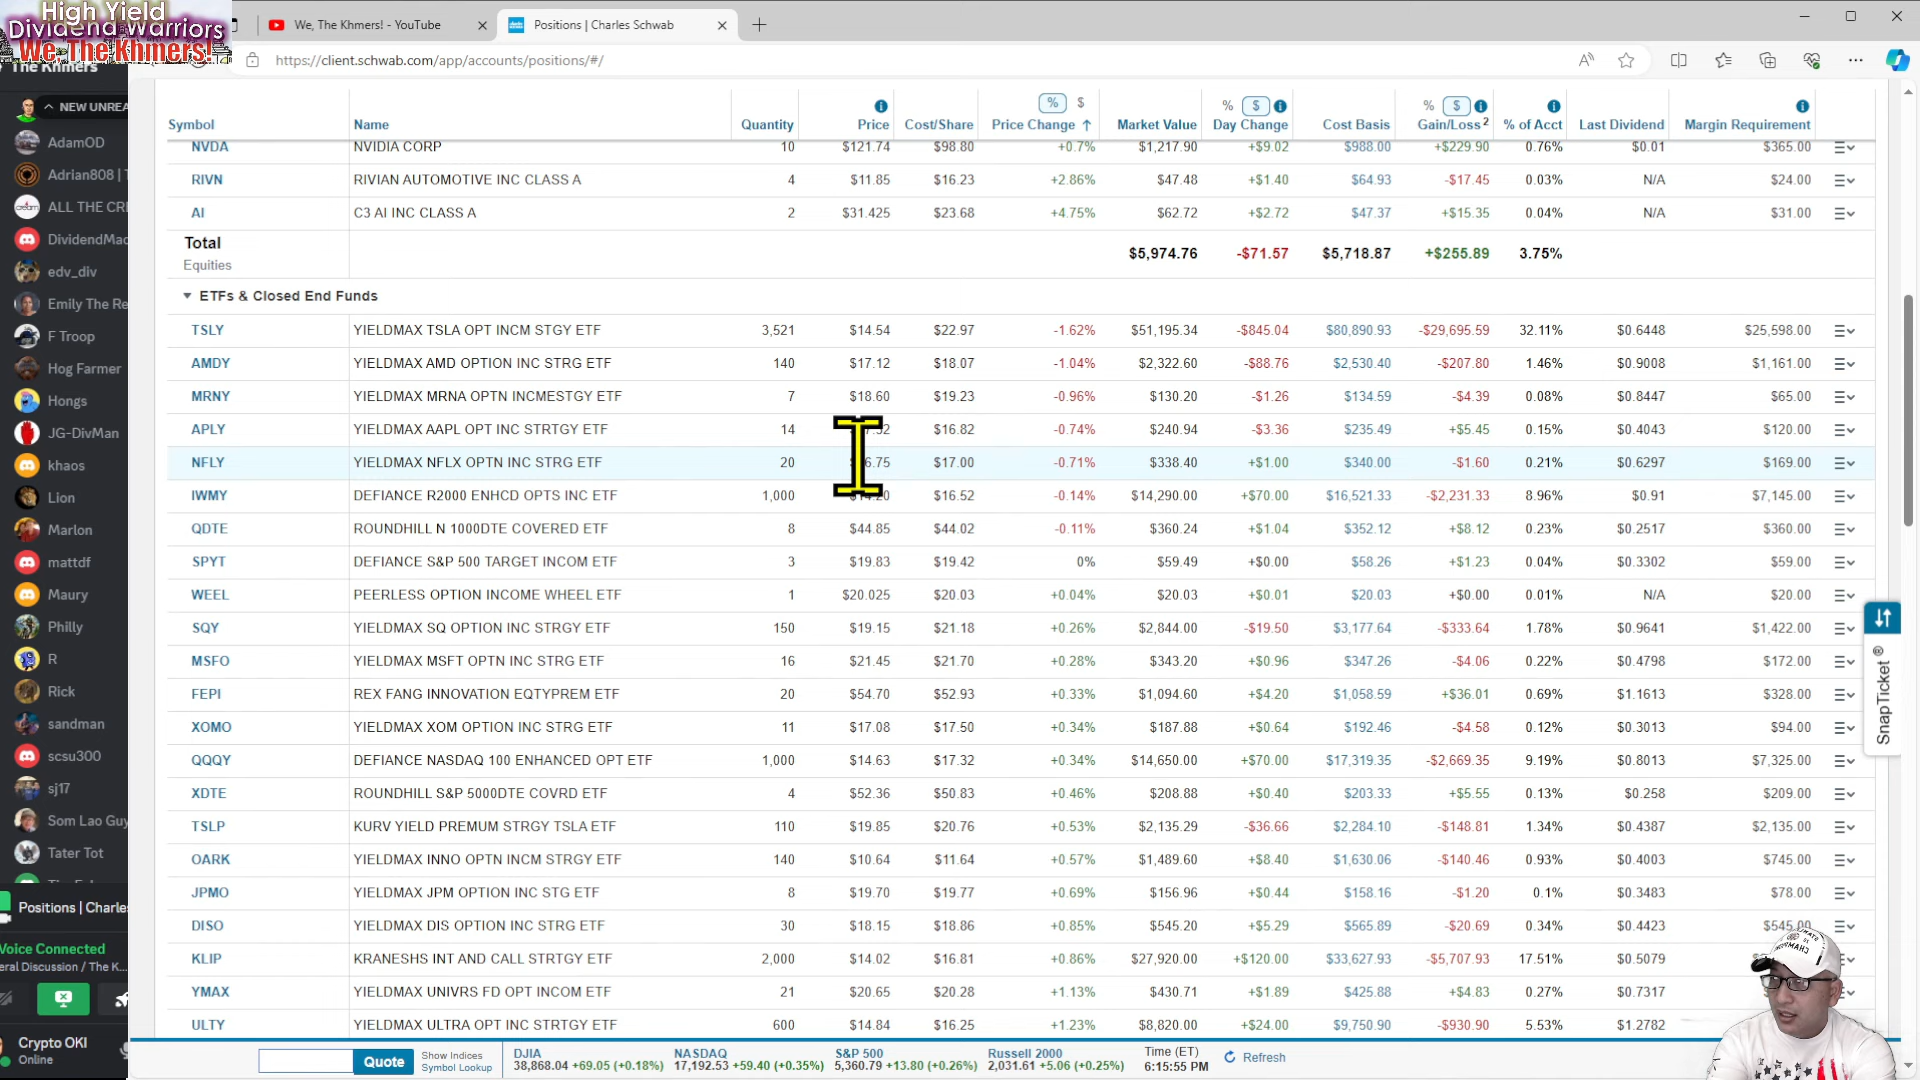 High Yield
Dividend Warriors
We, The Khmers!
The Khmers
We, The Khmers! - YouTube
Positions | Charles Schwab
https://client.schwab.com/app/accounts/positions/#/
NEW UNREA
AdamOD
Adrian808 |
ALL THE CRE
DividendMac
edv_div
Emily The Re
F Troop
Hog Farmer
Hongs
JG-DivMan
khaos
Lion
Marlon
mattdf
Maury
Philly
R
Rick
sandman
scsu300
sj17
Som Lao Guy
Tater Tot
Positions | Charles
Voice Connected
eral Discussion / The K...
Crypto OKI
Online
% $ % $ % $
Symbol Name Quantity Price Cost/Share Price Change Market Value Day Change Cost Basis Gain/Loss 2 % of Acct Last Dividend Margin Requirement
NVDA NVIDIA CORP 10 $121.74 $98.80 +0.7% $1,217.90 +$9.02 $988.00 +$229.90 0.76% $0.01 $365.00
RIVN RIVIAN AUTOMOTIVE INC CLASS A 4 $11.85 $16.23 +2.86% $47.48 +$1.40 $64.93 -$17.45 0.03% N/A $24.00
AI C3 AI INC CLASS A 2 $31.425 $23.68 +4.75% $62.72 +$2.72 $47.37 +$15.35 0.04% N/A $31.00
Total $5,974.76 -$71.57 $5,718.87 +$255.89 3.75%
Equities
ETFs & Closed End Funds
TSLY YIELDMAX TSLA OPT INCM STGY ETF 3,521 $14.54 $22.97 -1.62% $51,195.34 -$845.04 $80,890.93 -$29,695.59 32.11% $0.6448 $25,598.00
AMDY YIELDMAX AMD OPTION INC STRG ETF 140 $17.12 $18.07 -1.04% $2,322.60 -$88.76 $2,530.40 -$207.80 1.46% $0.9008 $1,161.00
MRNY YIELDMAX MRNA OPTN INCMESTGY ETF 7 $18.60 $19.23 -0.96% $130.20 -$1.26 $134.59 -$4.39 0.08% $0.8447 $65.00
APLY YIELDMAX AAPL OPT INC STRTGY ETF 14 $16.82 -0.74% $240.94 -$3.36 $235.49 +$5.45 0.15% $0.4043 $120.00
NFLY YIELDMAX NFLX OPTN INC STRG ETF 20 6.75 $17.00 -0.71% $338.40 +$1.00 $340.00 -$1.60 0.21% $0.6297 $169.00
IWMY DEFIANCE R2000 ENHCD OPTS INC ETF 1,000 $16.52 -0.14% $14,290.00 +$70.00 $16,521.33 -$2,231.33 8.96% $0.91 $7,145.00
QDTE ROUNDHILL N 1000DTE COVERED ETF 8 $44.85 $44.02 -0.11% $360.24 +$1.04 $352.12 +$8.12 0.23% $0.2517 $360.00
SPYT DEFIANCE S&P 500 TARGET INCOM ETF 3 $19.83 $19.42 0% $59.49 +$0.00 $58.26 +$1.23 0.04% $0.3302 $59.00
WEEL PEERLESS OPTION INCOME WHEEL ETF 1 $20.025 $20.03 +0.04% $20.03 +$0.01 $20.03 +$0.00 0.01% N/A $20.00
SQY YIELDMAX SQ OPTION INC STRGY ETF 150 $19.15 $21.18 +0.26% $2,844.00 -$19.50 $3,177.64 -$333.64 1.78% $0.9641 $1,422.00
MSFO YIELDMAX MSFT OPTN INC STRG ETF 16 $21.45 $21.70 +0.28% $343.20 +$0.96 $347.26 -$4.06 0.22% $0.4798 $172.00
FEPI REX FANG INNOVATION EQTYPREM ETF 20 $54.70 $52.93 +0.33% $1,094.60 +$4.20 $1,058.59 +$36.01 0.69% $1.1613 $328.00
XOMO YIELDMAX XOM OPTION INC STRG ETF 11 $17.08 $17.50 +0.34% $187.88 +$0.64 $192.46 -$4.58 0.12% $0.3013 $94.00
QQQY DEFIANCE NASDAQ 100 ENHANCED OPT ETF 1,000 $14.63 $17.32 +0.34% $14,650.00 +$70.00 $17,319.35 -$2,669.35 9.19% $0.8013 $7,325.00
XDTE ROUNDHILL S&P 5000DTE COVRD ETF 4 $52.36 $50.83 +0.46% $208.88 +$0.40 $203.33 +$5.55 0.13% $0.258 $209.00
TSLP KURV YIELD PREMUM STRGY TSLA ETF 110 $19.85 $20.76 +0.53% $2,135.29 -$36.66 $2,284.10 -$148.81 1.34% $0.4387 $2,135.00
OARK YIELDMAX INNO OPTN INCM STRGY ETF 140 $10.64 $11.64 +0.57% $1,489.60 +$8.40 $1,630.06 -$140.46 0.93% $0.4003 $745.00
JPMO YIELDMAX JPM OPTION INC STG ETF 8 $19.70 $19.77 +0.69% $156.96 +$0.44 $158.16 -$1.20 0.1% $0.3483 $78.00
DISO YIELDMAX DIS OPTION INC STRG ETF 30 $18.15 $18.86 +0.85% $545.20 +$5.29 $565.89 -$20.69 0.34% $0.4423 $545.00
KLIP KRANESHS INT AND CALL STRTGY ETF 2,000 $14.02 $16.81 +0.86% $27,920.00 +$120.00 $33,627.93 -$5,707.93 17.51% $0.5079
YMAX YIELDMAX UNIVRS FD OPT INCOM ETF 21 $20.65 $20.28 +1.13% $430.71 +$1.89 $425.88 +$4.83 0.27% $0.7317
ULTY YIELDMAX ULTRA OPT INC STRTGY ETF 600 $14.84 $16.25 +1.23% $8,820.00 +$24.00 $9,750.90 -$930.90 5.53% $1.2782
SnapTicket ®
Quote
Show Indices
Symbol Lookup
DJIA NASDAQ S&P 500 Russell 2000 Time (ET)
38,868.04 +69.05 (+0.18%) 17,192.53 +59.40 (+0.35%) 5,360.79 +13.80 (+0.26%) 2,031.61 +5.06 (+0.25%) 6:15:55 PM
Refresh